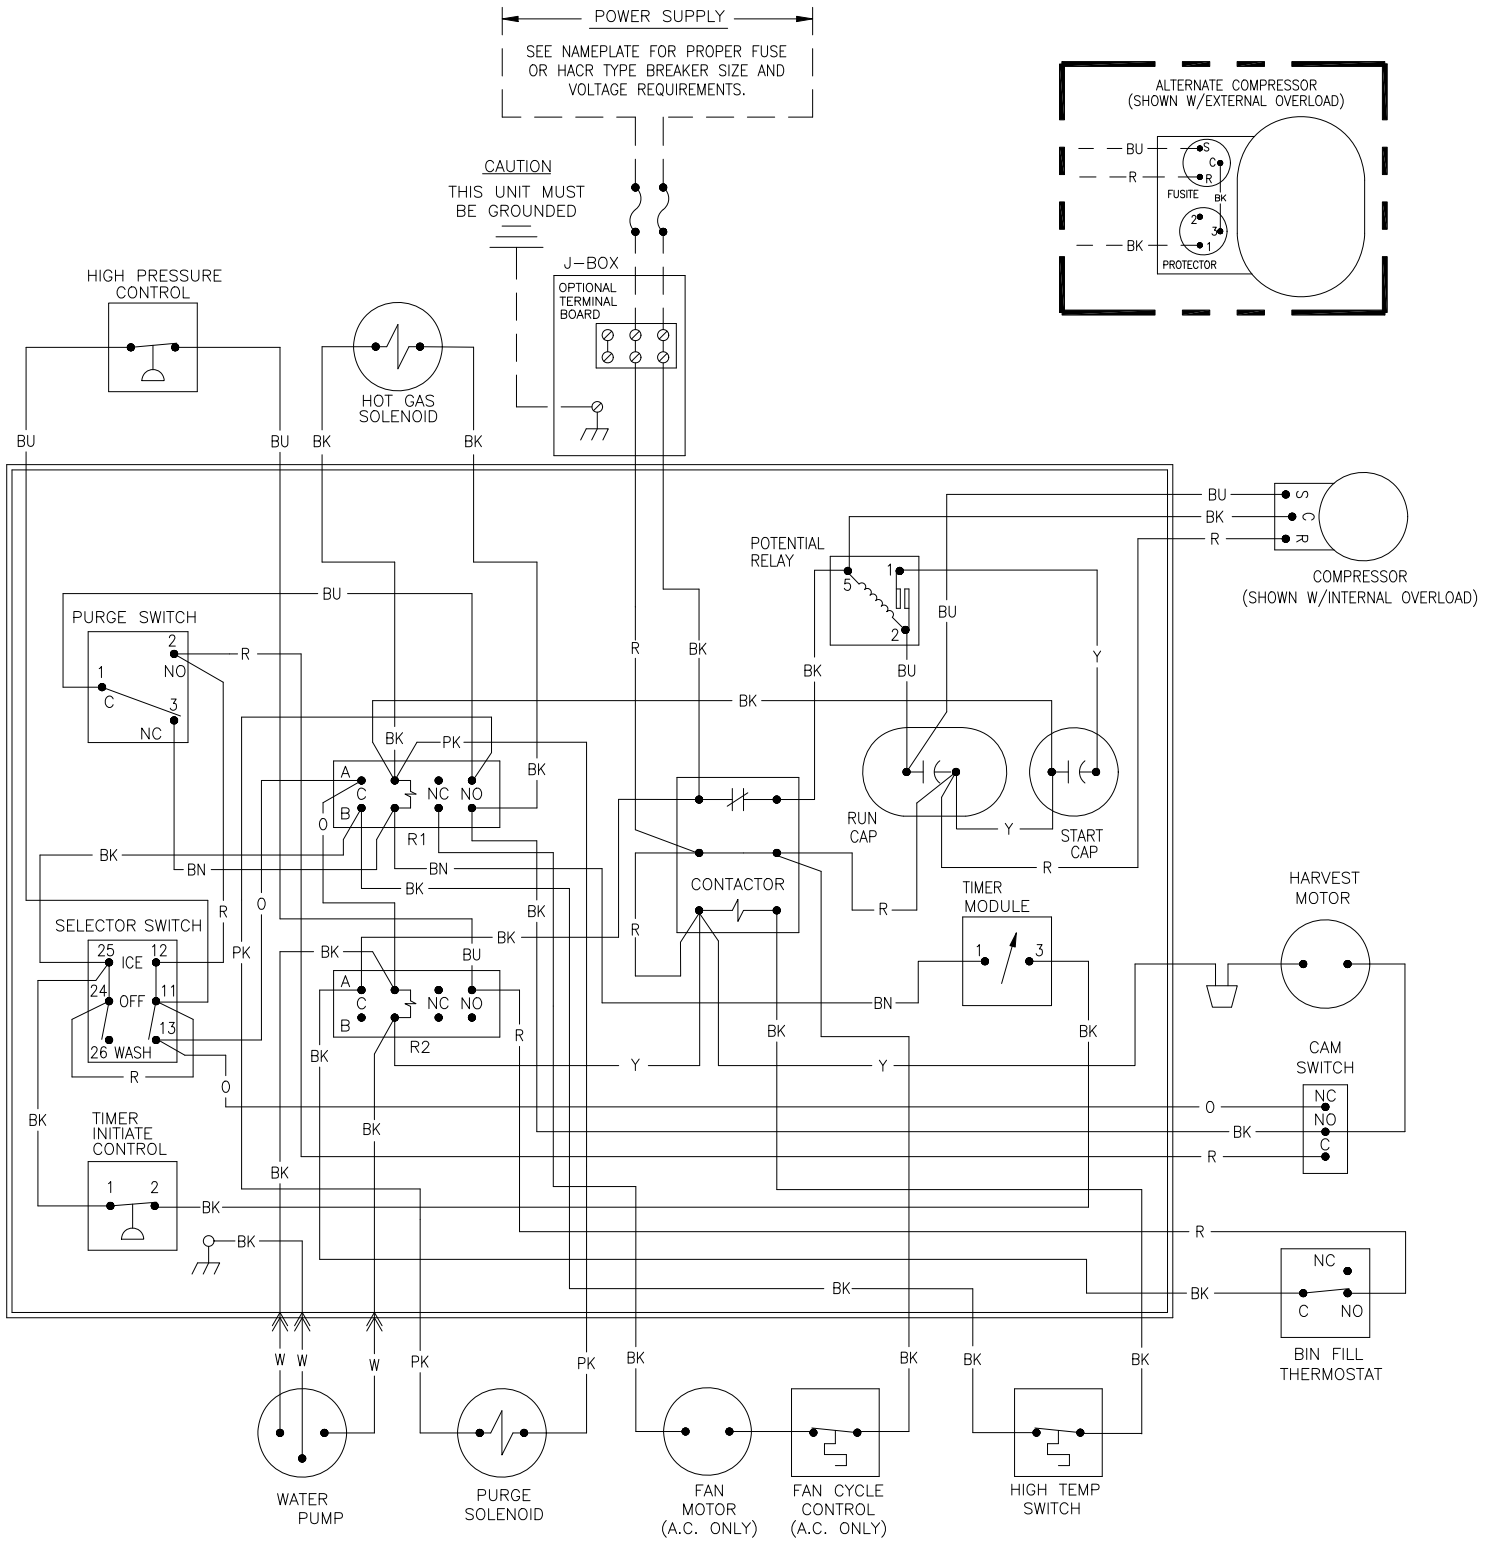 POWER SUPPLY
SEE NAMEPLATE FOR PROPER FUSE
OR HACR TYPE BREAKER SIZE AND
VOLTAGE REQUIREMENTS.
ALTERNATE COMPRESSOR
(SHOWN W/EXTERNAL OVERLOAD)
BU
S
C
R
R
FUSITE
BK
2
3
BK
1
PROTECTOR
CAUTION
THIS UNIT MUST
BE GROUNDED
J-BOX
OPTIONAL
TERMINAL
BOARD
HIGH PRESSURE
CONTROL
HOT GAS
SOLENOID
BU
BU
BK
BK
BU
S
BK
C
R
R
COMPRESSOR
(SHOWN W/INTERNAL OVERLOAD)
POTENTIAL
RELAY
5
1
2
BU
PURGE SWITCH
2
NO
1
C
3
NC
R
R
BK
BK
BU
BU
Y
BK
BK
PK
BK
A
C
NC
NO
B
R1
O
RUN
CAP
Y
START
CAP
R
BK
BN
BN
BK
CONTACTOR
R
R
O
R
BK
TIMER
MODULE
1
3
HARVEST
MOTOR
SELECTOR SWITCH
25
ICE
12
24
OFF
11
13
26
WASH
R
PK
BK
BK
BU
A
C
NC
NO
B
R2
R
BN
BK
BK
BK
Y
Y
O
CAM
SWITCH
NC
NO
C
O
BK
R
BK
TIMER
INITIATE
CONTROL
1
2
BK
BK
BK
BK
R
BK
BK
NC
C
NO
BIN FILL
THERMOSTAT
W
W
W
PK
PK
BK
BK
BK
BK
WATER
PUMP
PURGE
SOLENOID
FAN
MOTOR
(A.C. ONLY)
FAN CYCLE
CONTROL
(A.C. ONLY)
HIGH TEMP
SWITCH